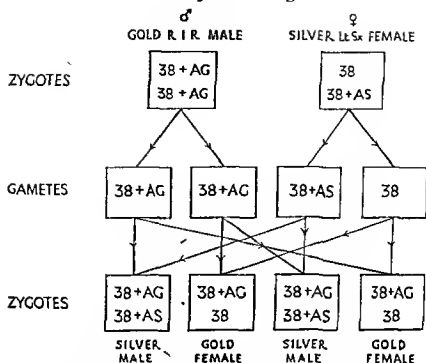 ♂ ♀
GOLD R I R MALE SILVER Lt Sx FEMALE
ZYGOTES 38 + AG 38
38 + AG 38 + AS
GAMETES 38 + AG 38 + AG 38 + AS 38
ZYGOTES 38 + AG 38 + AG 38 + AG 38 + AG
38 + AS 38 38 + AS 38
SILVER GOLD SILVER GOLD
MALE FEMALE MALE FEMALE